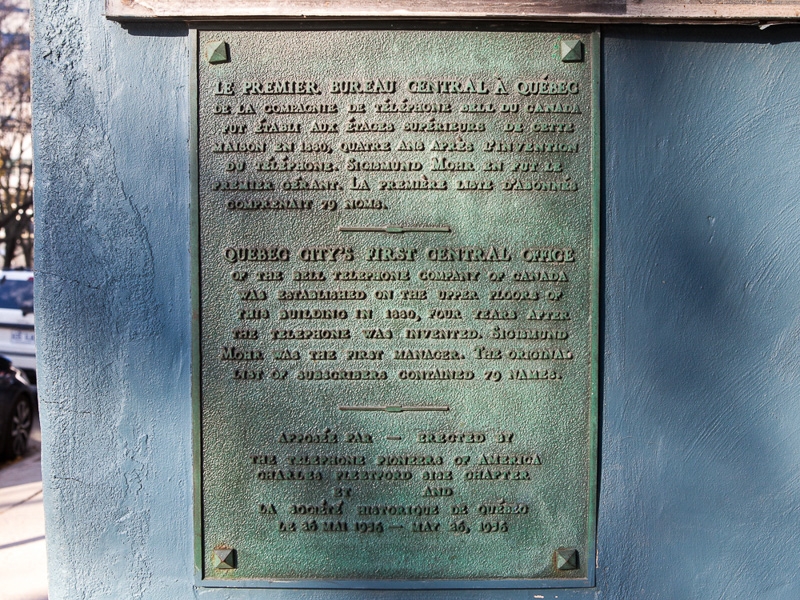 LE PREMIER BUREAU CENTRAL À QUÉBEC
DE LA COMPAGNIE DE TÉLÉPHONE BELL DU CANADA
FUT ÉTABLI AUX ÉTAGES SUPÉRIEURS DE CETTE
MAISON EN 1880, QUATRE ANS APRÈS L'INVENTION
DU TÉLÉPHONE. SIGISMUND MOHR EN FUT LE
PREMIER GÉRANT. LA PREMIÈRE LISTE D'ABONNÉS
COMPRENAIT 79 NOMS.
QUEBEC CITY'S FIRST CENTRAL OFFICE
OF THE BELL TELEPHONE COMPANY OF CANADA
WAS ESTABLISHED ON THE UPPER FLOORS OF
THIS BUILDING IN 1880, FOUR YEARS AFTER
THE TELEPHONE WAS INVENTED. SIGISMUND
MOHR WAS THE FIRST MANAGER. THE ORIGINAL
LIST OF SUBSCRIBERS CONTAINED 79 NAMES.
APPOSÉE PAR — ERECTED BY
THE TELEPHONE PIONEERS OF AMERICA
CHARLES FLEETFORD SISE CHAPTER
ET AND
LA SOCIÉTÉ HISTORIQUE DE QUÉBEC
LE 26 MAI 1956 — MAY 26, 1956